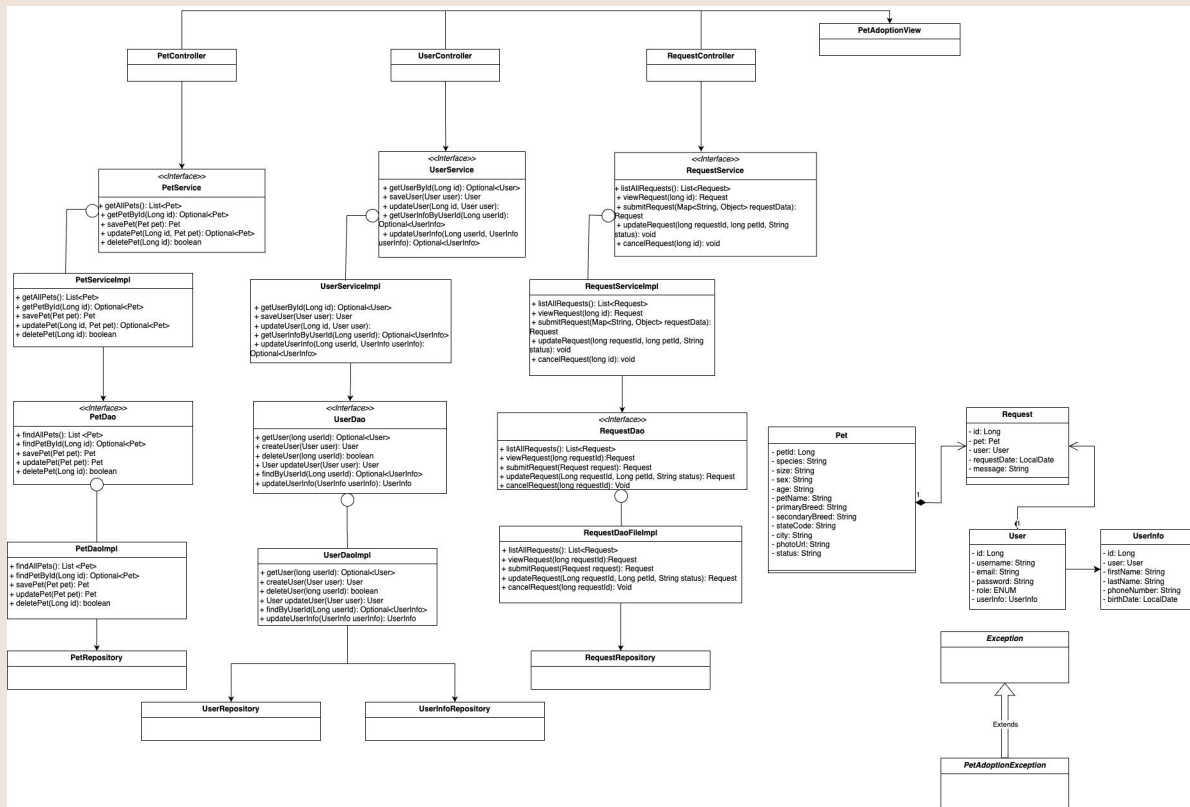 PetAdoptionView
PetController
UserController
RequestController
<<Interface>>
PetService
+ getAllPets(): List<Pet>
+ getPetById(Long id): Optional<Pet>
+ savePet(Pet pet): Pet
+ updatePet(Long id, Pet pet): Optional<Pet>
+ deletePet(Long id): boolean
<<Interface>>
UserService
+ getUserById(Long id): Optional<User>
+ saveUser(User user): User
+ updateUser(Long id, User user):
+ getUserInfoByUserId(Long userId):
Optional<UserInfo>
+ updateUserInfo(Long userId, UserInfo
userInfo): Optional<UserInfo>
<<Interface>>
RequestService
+ listAllRequests(): List<Request>
+ viewRequest(long id): Request
+ submitRequest(Map<String, Object> requestData):
Request
+ updateRequest(long requestId, long petId, String
status): void
+ cancelRequest(long id): void
PetServiceImpl
+ getAllPets(): List<Pet>
+ getPetById(Long id): Optional<Pet>
+ savePet(Pet pet): Pet
+ updatePet(Long id, Pet pet): Optional<Pet>
+ deletePet(Long id): boolean
UserServiceImpl
+ getUserById(Long id): Optional<User>
+ saveUser(User user): User
+ updateUser(Long id, User user):
+ getUserInfoByUserId(Long userId): Optional<UserInfo>
+ updateUserInfo(Long userId, UserInfo userInfo):
Optional<UserInfo>
RequestServiceImpl
+ listAllRequests(): List<Request>
+ viewRequest(long id): Request
+ submitRequest(Map<String, Object> requestData):
Request
+ updateRequest(long requestId, long petId, String
status): void
+ cancelRequest(long id): void
<<Interface>>
PetDao
+ findAllPets(): List <Pet>
+ findPetById(Long id): Optional<Pet>
+ savePet(Pet pet): Pet
+ updatePet(Pet pet): Pet
+ deletePet(Long id): boolean
<<Interface>>
UserDao
+ getUser(long userId): Optional<User>
+ createUser(User user): User
+ deleteUser(long userId): boolean
+ User updateUser(User user): User
+ findByUserId(Long userId): Optional<UserInfo>
+ updateUserInfo(UserInfo userInfo): UserInfo
<<Interface>>
RequestDao
+ listAllRequests(): List<Request>
+ viewRequest(long requestId):Request
+ submitRequest(Request request): Request
+ updateRequest(Long requestId, Long petId, String status): Request
+ cancelRequest(long requestId): Void
Pet
- petId: Long
- species: String
- size: String
- sex: String
- age: String
- petName: String
- primaryBreed: String
- secondaryBreed: String
- stateCode: String
- city: String
- photoUrl: String
- status: String
1
Request
- id: Long
- pet: Pet
- user: User
- requestDate: LocalDate
- message: String
1
User
- id: Long
- username: String
- email: String
- password: String
- role: ENUM
- userInfo: UserInfo
UserInfo
- id: Long
- user: User
- firstName: String
- lastName: String
- phoneNumber: String
- birthDate: LocalDate
PetDaoImpl
+ findAllPets(): List <Pet>
+ findPetById(Long id): Optional<Pet>
+ savePet(Pet pet): Pet
+ updatePet(Pet pet): Pet
+ deletePet(Long id): boolean
UserDaoImpl
+ getUser(long userId): Optional<User>
+ createUser(User user): User
+ deleteUser(long userId): boolean
+ User updateUser(User user): User
+ findByUserId(Long userId): Optional<UserInfo>
+ updateUserInfo(UserInfo userInfo): UserInfo
RequestDaoFileImpl
+ listAllRequests(): List<Request>
+ viewRequest(long requestId):Request
+ submitRequest(Request request): Request
+ updateRequest(Long requestId, Long petId, String status): Request
+ cancelRequest(long requestId): Void
PetRepository
UserRepository
UserInfoRepository
RequestRepository
Exception
Extends
PetAdoptionException